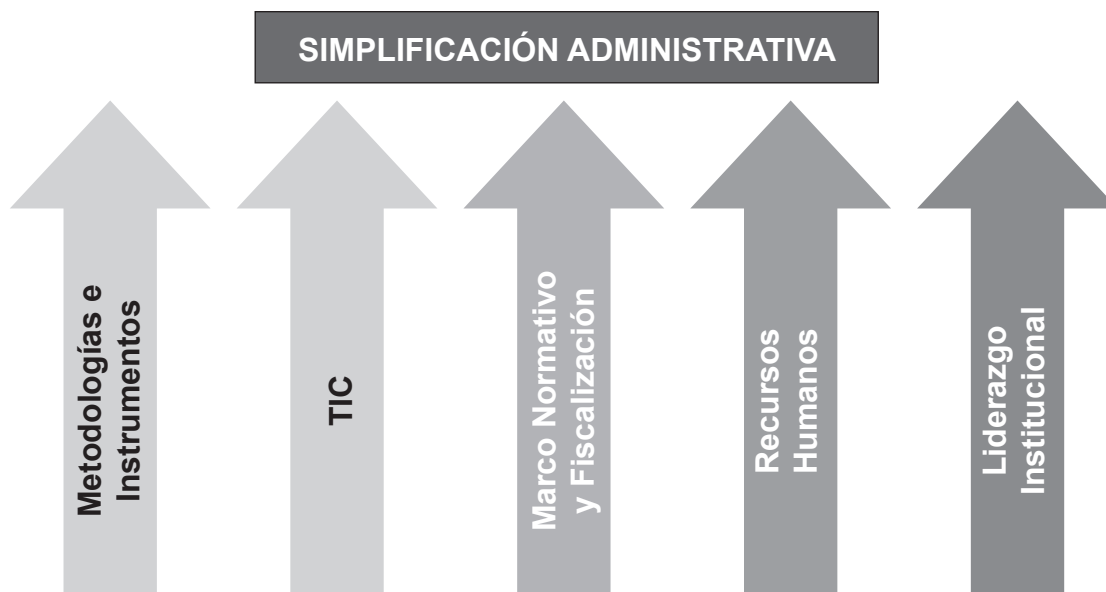 SIMPLIFICACIÓN ADMINISTRATIVA
Metodologías e
Instrumentos
TIC
Marco Normativo
y Fiscalización
Recursos
Humanos
Liderazgo
Institucional